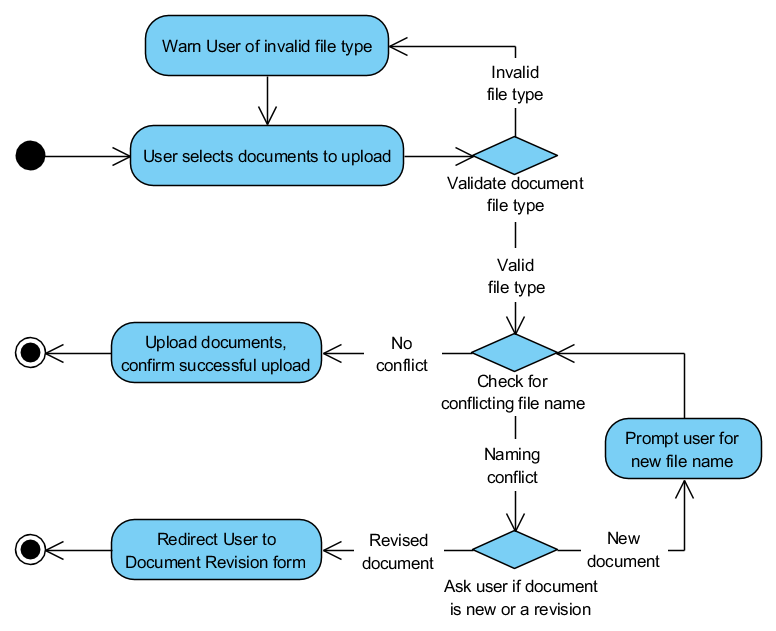 Warn User of invalid file type
Invalid
file type
User selects documents to upload
Validate document
file type
Valid
file type
Upload documents,
confirm successful upload
No
conflict
Check for
conflicting file name
Prompt user for
new file name
Naming
conflict
Redirect User to
Document Revision form
Revised
document
New
document
Ask user if document
is new or a revision